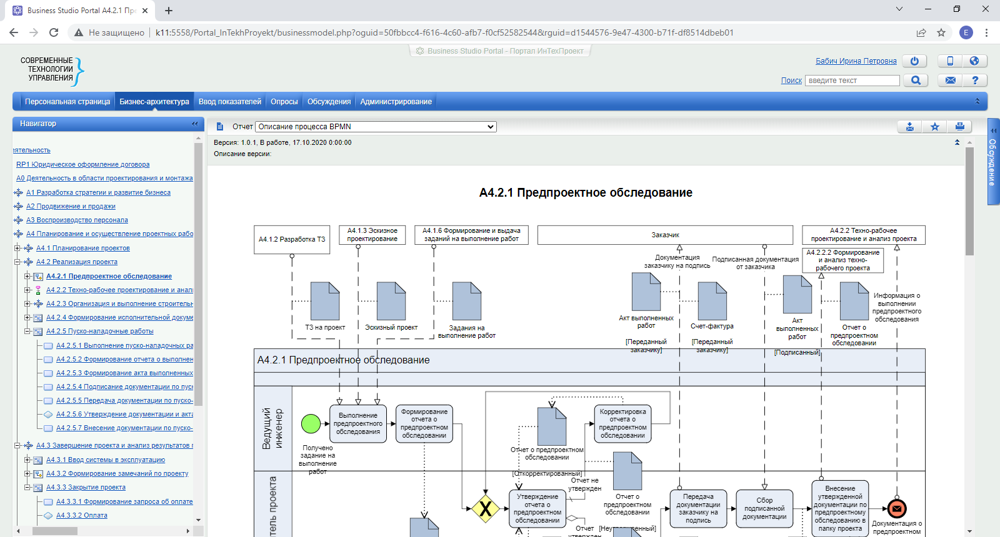 Business Studio Portal A4.2.1 Пре
Не защищено
k11:5558/Portal_InTekhProyekt/businessmodel.php?oguid=50fbbcc4-f616-4c60-afb7-f0cf52582544&rguid=d1544576-9e47-4300-b71f-df8514dbeb01
E
Business Studio Portal - Портал ИнТехПроект
СОВРЕМЕННЫЕ
ТЕХНОЛОГИИ
УПРАВЛЕНИЯ
Бабич Ирина Петровна
Поиск
введите текст
?
Персональная страница
Бизнес-архитектура
Ввод показателей
Опросы
Обсуждения
Администрирование
Навигатор
еятельность
RP1 Юридическое оформление договора
A0 Деятельность в области проектирования и монтажа
A1 Разработка стратегии и развитие бизнеса
A2 Продвижение и продажи
A3 Воспроизводство персонала
A4 Планирование и осуществление проектных рабо
A4.1 Планирование проектов
A4.2 Реализация проекта
A4.2.1 Предпроектное обследование
A4.2.2 Техно-рабочее проектирование и анал
A4.2.3 Организация и выполнение строитель
A4.2.4 Формирование исполнительной докуме
A4.2.5 Пуско-наладочные работы
A4.2.5.1 Выполнение пуско-наладочных ра
A4.2.5.2 Формирование отчета о выполнен
A4.2.5.3 Формирование акта выполненных
A4.2.5.4 Подписание документации по пус
A4.2.5.5 Передача документации по пуско-
A4.2.5.6 Утверждение документации и акта
A4.2.5.7 Внесение документации по пуско-
A4.3 Завершение проекта и анализ результатов п
A4.3.1 Ввод системы в эксплуатацию
A4.3.2 Формирование замечаний по проекту
A4.3.3 Закрытие проекта
A4.3.3.1 Формирование запроса об оплате
A4.3.3.2 Оплата
Отчет
Описание процесса BPMN
Обсуждение
Версия: 1.0.1, В работе, 17.10.2020 0:00:00
Описание версии:
A4.2.1 Предпроектное обследование
A4.1.2 Разработка ТЗ
A4.1.3 Эскизное
проектирование
A4.1.6 Формирование и выдача
заданий на выполнение работ
Заказчик
A4.2.2 Техно-рабочее
проектирование и анализ проекта
A4.2.2.2 Формирование
и анализ техно-
рабочего проекта
Документация
заказчику на подпись
Подписанная документация
от заказчика
Информация о
выполнении
предпроектного
обследования
ТЗ на проект
Эскизный проект
Задания на
выполнение работ
Акт выполненных
работ
[Переданный
заказчику]
Счет-фактура
[Переданный
заказчику]
Акт
выполненных
работ
[Подписанный]
Отчет о
предпроектном
обследовании
A4.2.1 Предпроектное обследование
Ведущий
инженер
Получено
задание на
выполнение
работ
Выполнение
предпроектного
обследования
Формирование
отчета о
предпроектном
обследовании
Отчет о предпроектном
обследовании
[Откорректированный]
Корректировка
отчета о
предпроектном
обследовании
Отчет не
утвержден
Отчет о
предпроектном
обследовании
тель проекта
X
Утверждение
отчета о
предпроектном
обследовании
Отчет
утвержден
Передача
документации
заказчику на
подпись
Сбор
подписанной
документации
Внесение
утвержденной
документации по
предпроектному
обследованию в
папку проекта
Документация о
предпроектном